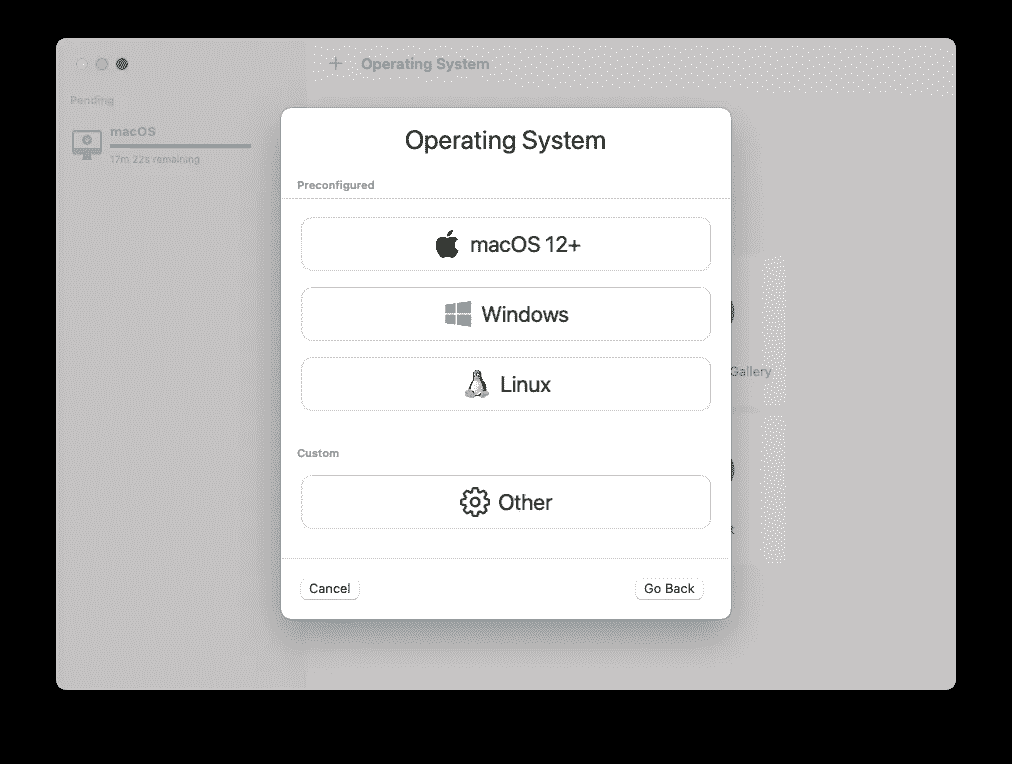 Operating System
Pending
macOS
17m 22s remaining
Operating System
Preconfigured
macOS 12+
Windows
Linux
Gallery
Custom
Other
Cancel
Go Back